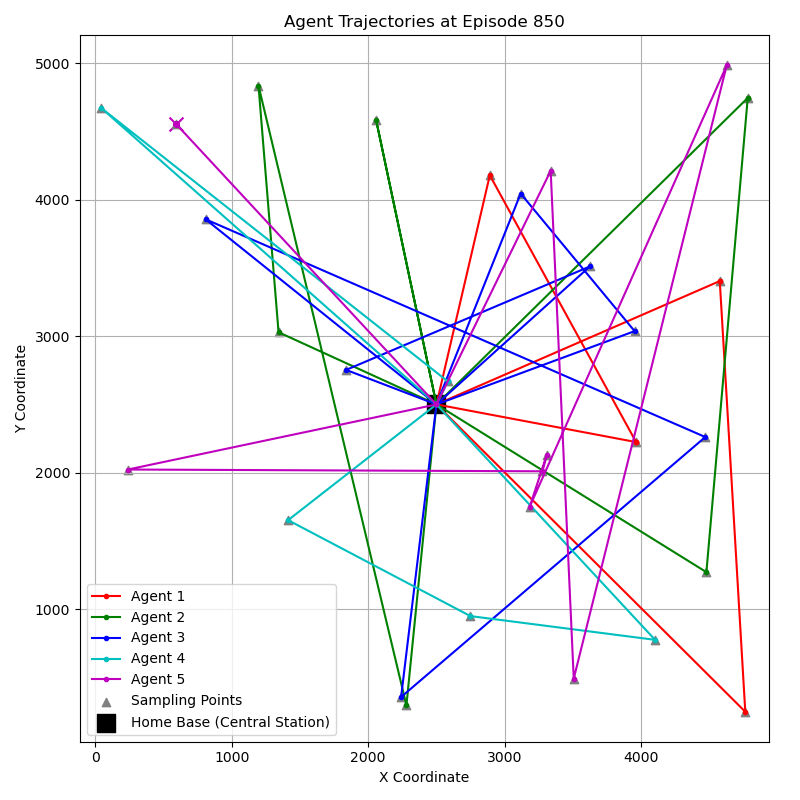 Agent Trajectories at Episode 850
Y Coordinate
5000
4000
3000
2000
1000
Agent 1
Agent 2
Agent 3
Agent 4
Agent 5
Sampling Points
Home Base (Central Station)
0
1000
2000
3000
4000
X Coordinate